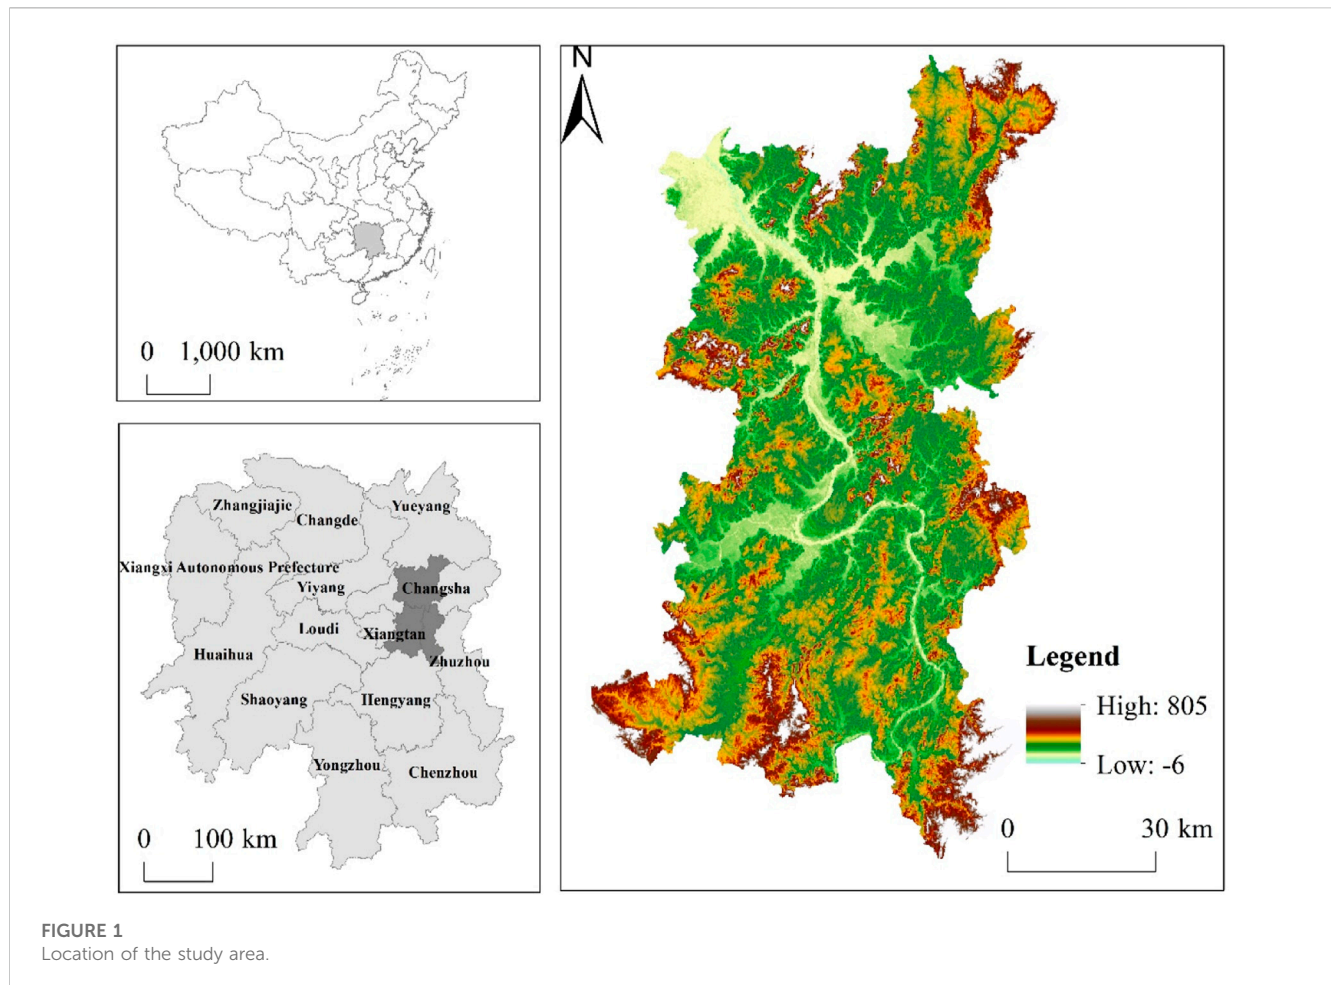 N
0 1,000 km
Zhangjiajie
Changde
Yueyang
Xiangxi Autonomous Prefecture
Yiyang
Changsha
Loudi
Xiangtan
Huaihua
Zhuzhou
Shaoyang
Hengyang
Yongzhou
Chenzhou
0 100 km
Legend
High: 805
Low: -6
0 30 km
FIGURE 1
Location of the study area.